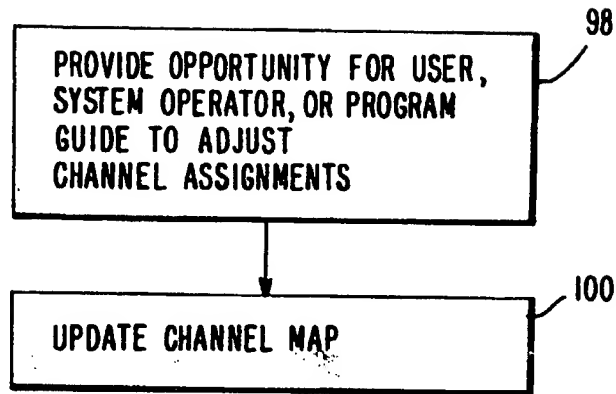 98
PROVIDE OPPORTUNITY FOR USER,
SYSTEM OPERATOR, OR PROGRAM
GUIDE TO ADJUST
CHANNEL ASSIGNMENTS
100
UPDATE CHANNEL MAP